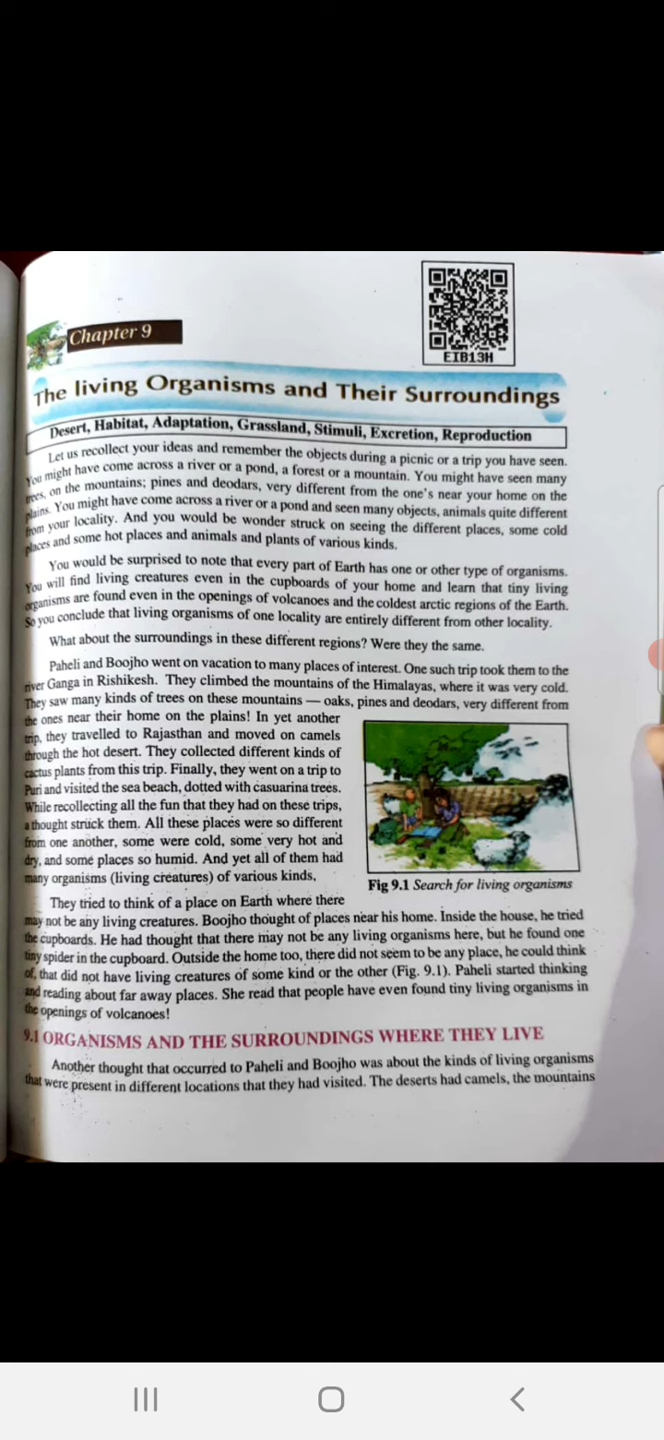 Chapter 9
EIB13H
The living Organisms and Their Surroundings
Desert, Habitat, Adaptation, Grassland, Stimuli, Excretion, Reproduction
Let us recollect your ideas and remember the objects during a picnic or a trip you have seen.
You might have come across a river or a pond, a forest or a mountain. You might have seen many
trees, on the mountains; pines and deodars, very different from the one's near your home on the
plains. You might have come across a river or a pond and seen many objects, animals quite different
from your locality. And you would be wonder struck on seeing the different places, some cold
places and some hot places and animals and plants of various kinds.
You would be surprised to note that every part of Earth has one or other type of organisms.
You will find living creatures even in the cupboards of your home and learn that tiny living
organisms are found even in the openings of volcanoes and the coldest arctic regions of the Earth.
So you conclude that living organisms of one locality are entirely different from other locality.
What about the surroundings in these different regions? Were they the same.
Paheli and Boojho went on vacation to many places of interest. One such trip took them to the
river Ganga in Rishikesh. They climbed the mountains of the Himalayas, where it was very cold.
They saw many kinds of trees on these mountains — oaks, pines and deodars, very different from
the ones near their home on the plains! In yet another
trip, they travelled to Rajasthan and moved on camels
through the hot desert. They collected different kinds of
cactus plants from this trip. Finally, they went on a trip to
Puri and visited the sea beach, dotted with casuarina trees.
While recollecting all the fun that they had on these trips,
a thought struck them. All these places were so different
from one another, some were cold, some very hot and
dry, and some places so humid. And yet all of them had
many organisms (living creatures) of various kinds.
Fig 9.1 Search for living organisms
They tried to think of a place on Earth where there
may not be any living creatures. Boojho thought of places near his home. Inside the house, he tried
the cupboards. He had thought that there may not be any living organisms here, but he found one
tiny spider in the cupboard. Outside the home too, there did not seem to be any place, he could think
of, that did not have living creatures of some kind or the other (Fig. 9.1). Paheli started thinking
and reading about far away places. She read that people have even found tiny living organisms in
the openings of volcanoes!
9.1 ORGANISMS AND THE SURROUNDINGS WHERE THEY LIVE
Another thought that occurred to Paheli and Boojho was about the kinds of living organisms
that were present in different locations that they had visited. The deserts had camels, the mountains